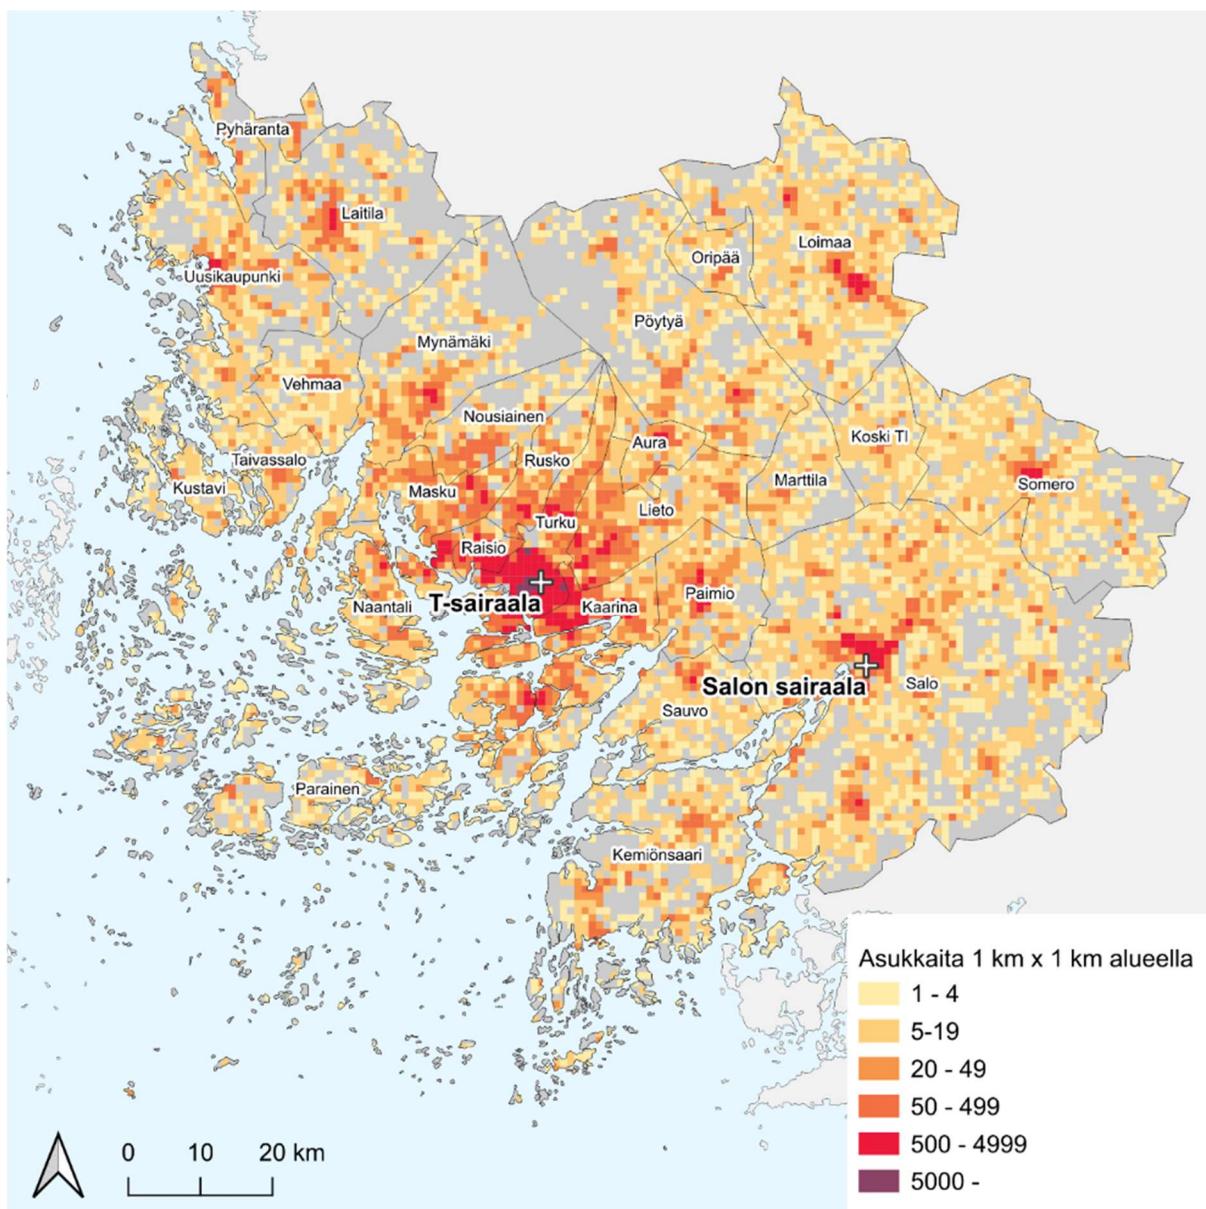 Pyhäranta
Laitila
Loimaa
Oripää
Uusikaupunki
Pöytyä
Mynämäki
Vehmaa
Nousiainen
Koski Tl
Aura
Rusko
Taivassalo
Marttila
Somero
Kustavi
Masku
Lieto
Turku
Raisio
Paimio
Naantali
T-sairaala
Kaarina
Salon sairaala
Salo
Sauvo
Parainen
Kemiönsaari
Asukkaita 1 km x 1 km alueella
1 - 4
5-19
20 - 49
50 - 499
500 - 4999
5000 -
0 10 20 km